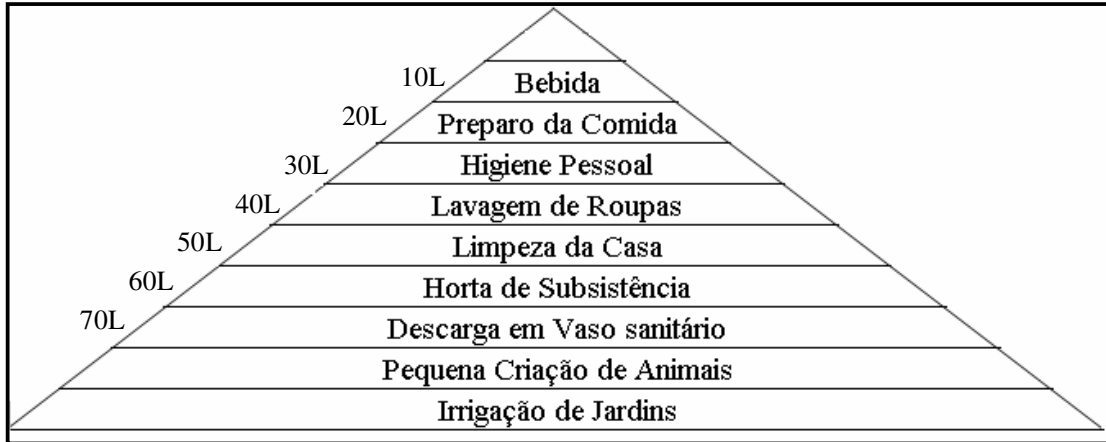 10L Bebida
20L Preparo da Comida
30L Higiene Pessoal
40L Lavagem de Roupas
50L Limpeza da Casa
60L Horta de Subsistência
70L Descarga em Vaso sanitário
Pequena Criação de Animais
Irrigação de Jardins